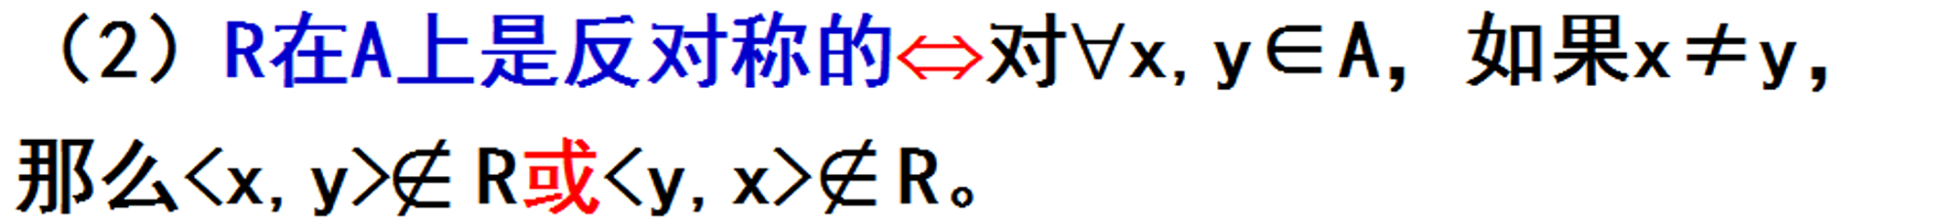 （2）R在A上是反对称的⇔对∀x, y∈A, 如果x≠y,
那么<x, y>∉R或<y, x>∉R。